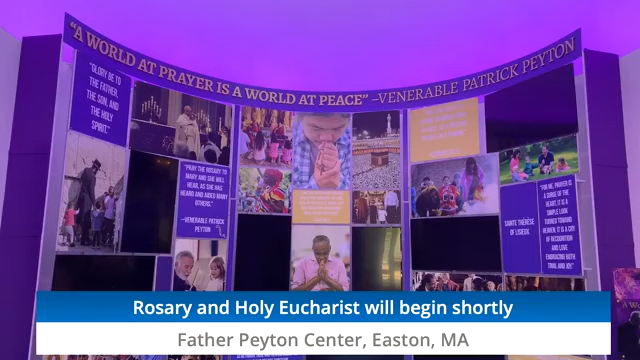 "A WORLD AT PRAYER IS A WORLD AT PEACE" –VENERABLE PATRICK PEYTON
"GLORY BE TO
THE FATHER,
THE SON, AND
THE HOLY
SPIRIT."
"PRAY THE ROSARY TO
MARY AND SHE WILL
HEAR, AS SHE HAS
HEARD AND AIDED MANY
OTHERS."
–VENERABLE PATRICK
PEYTON
SAINTE THÉRÈSE
OF LISIEUX
"FOR ME, PRAYER IS
A SURGE OF THE
HEART, IT IS A
SIMPLE LOOK
TURNED TOWARD
HEAVEN, IT IS A CRY
OF RECOGNITION
AND LOVE
EMBRACING BOTH
TRIAL AND JOY."
Rosary and Holy Eucharist will begin shortly
Father Peyton Center, Easton, MA